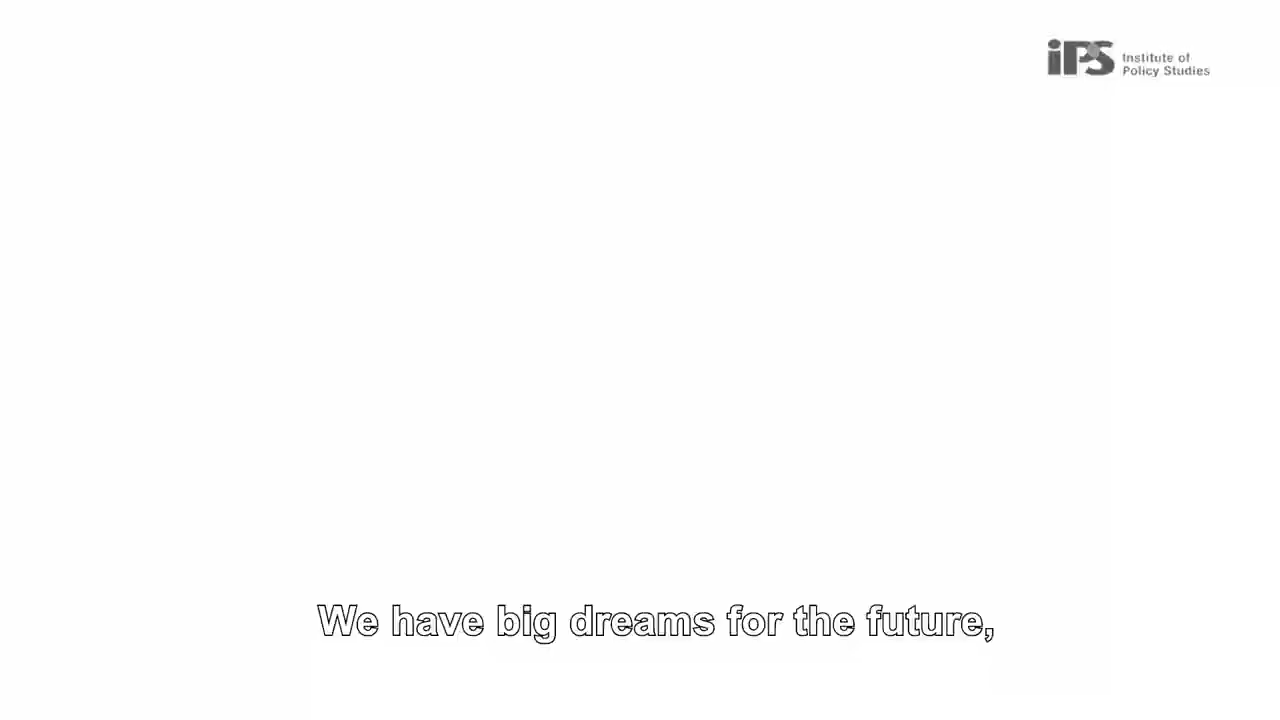 iPS Institute of
Policy Studies
We have big dreams for the future,